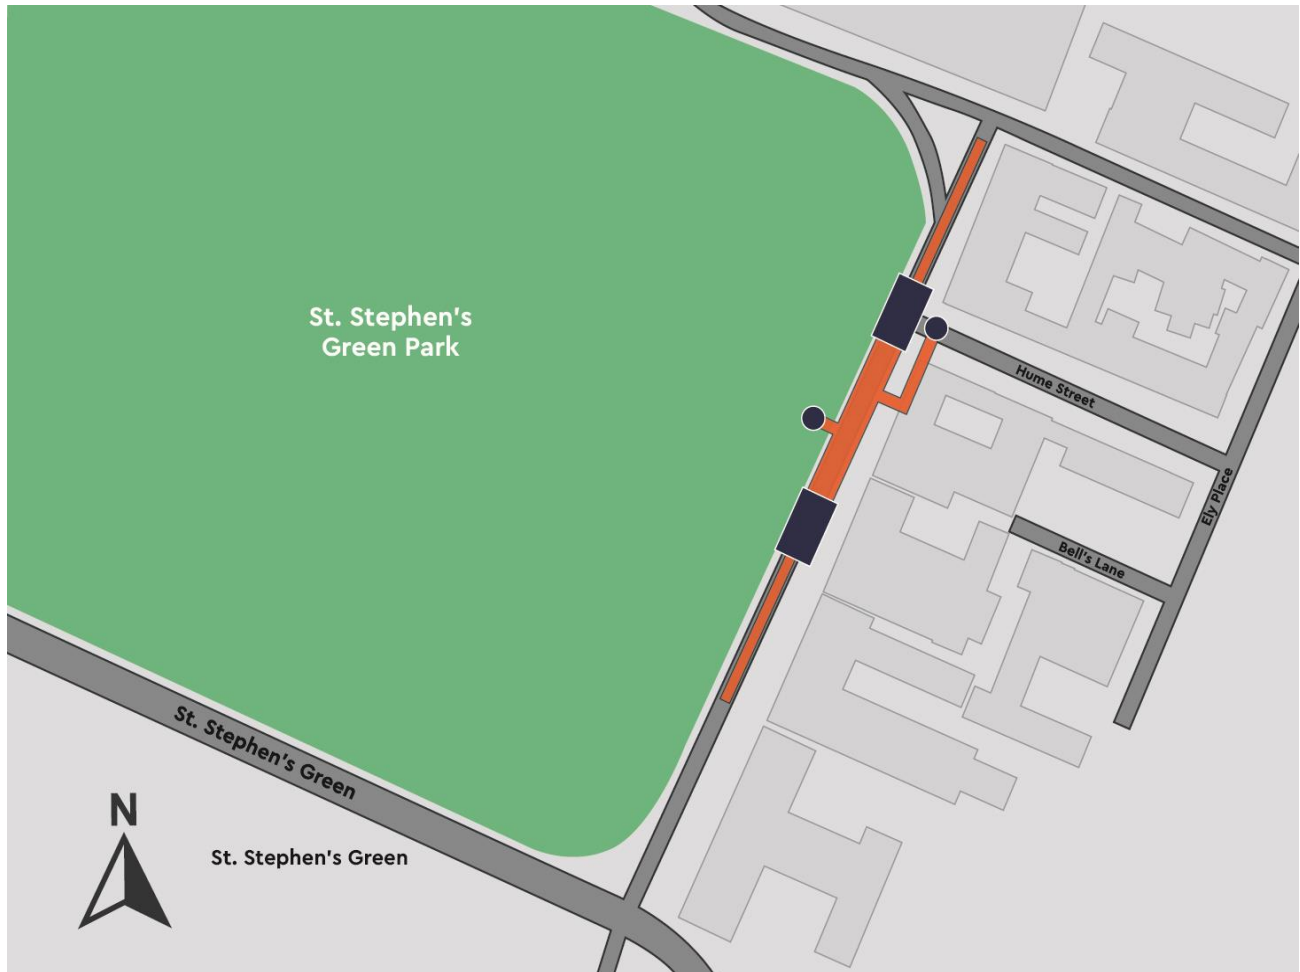 St. Stephen's
Green Park
Hume Street
Ely Place
Bell's Lane
St. Stephen's Green
N
St. Stephen's Green